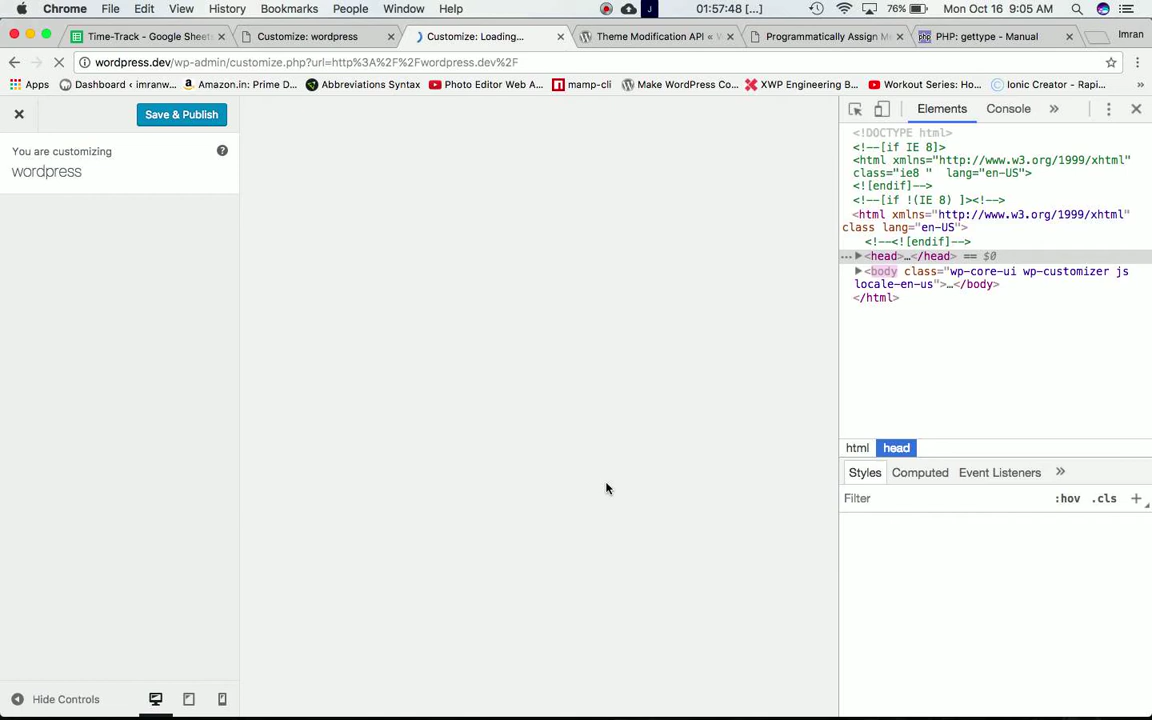 Chrome File Edit View History Bookmarks People Window Help J 01:57:48 [...] 76% Mon Oct 16 9:05 AM
Time-Track - Google Sheets Customize: wordpress Customize: Loading... Theme Modification API « W Programmatically Assign M php PHP: gettype - Manual Imran
wordpress.dev/wp-admin/customize.php?url=http%3A%2F%2Fwordpress.dev%2F
Apps Dashboard ‹ imranw... Amazon.in: Prime D... Abbreviations Syntax Photo Editor Web A... mamp-cli Make WordPress Co... XWP Engineering B... Workout Series: Ho... Ionic Creator - Rapi... »
Save & Publish
You are customizing ?
wordpress
Hide Controls
Elements Console »
<!DOCTYPE html>
<!--[if IE 8]>
<html xmlns="http://www.w3.org/1999/xhtml"
class="ie8 " lang="en-US">
<![endif]-->
<!--[if !(IE 8) ]><!-->
<html xmlns="http://www.w3.org/1999/xhtml"
class lang="en-US">
<!--<![endif]-->
... <head>…</head> == $0
<body class="wp-core-ui wp-customizer js
locale-en-us">…</body>
</html>
html head
Styles Computed Event Listeners »
Filter :hov .cls +